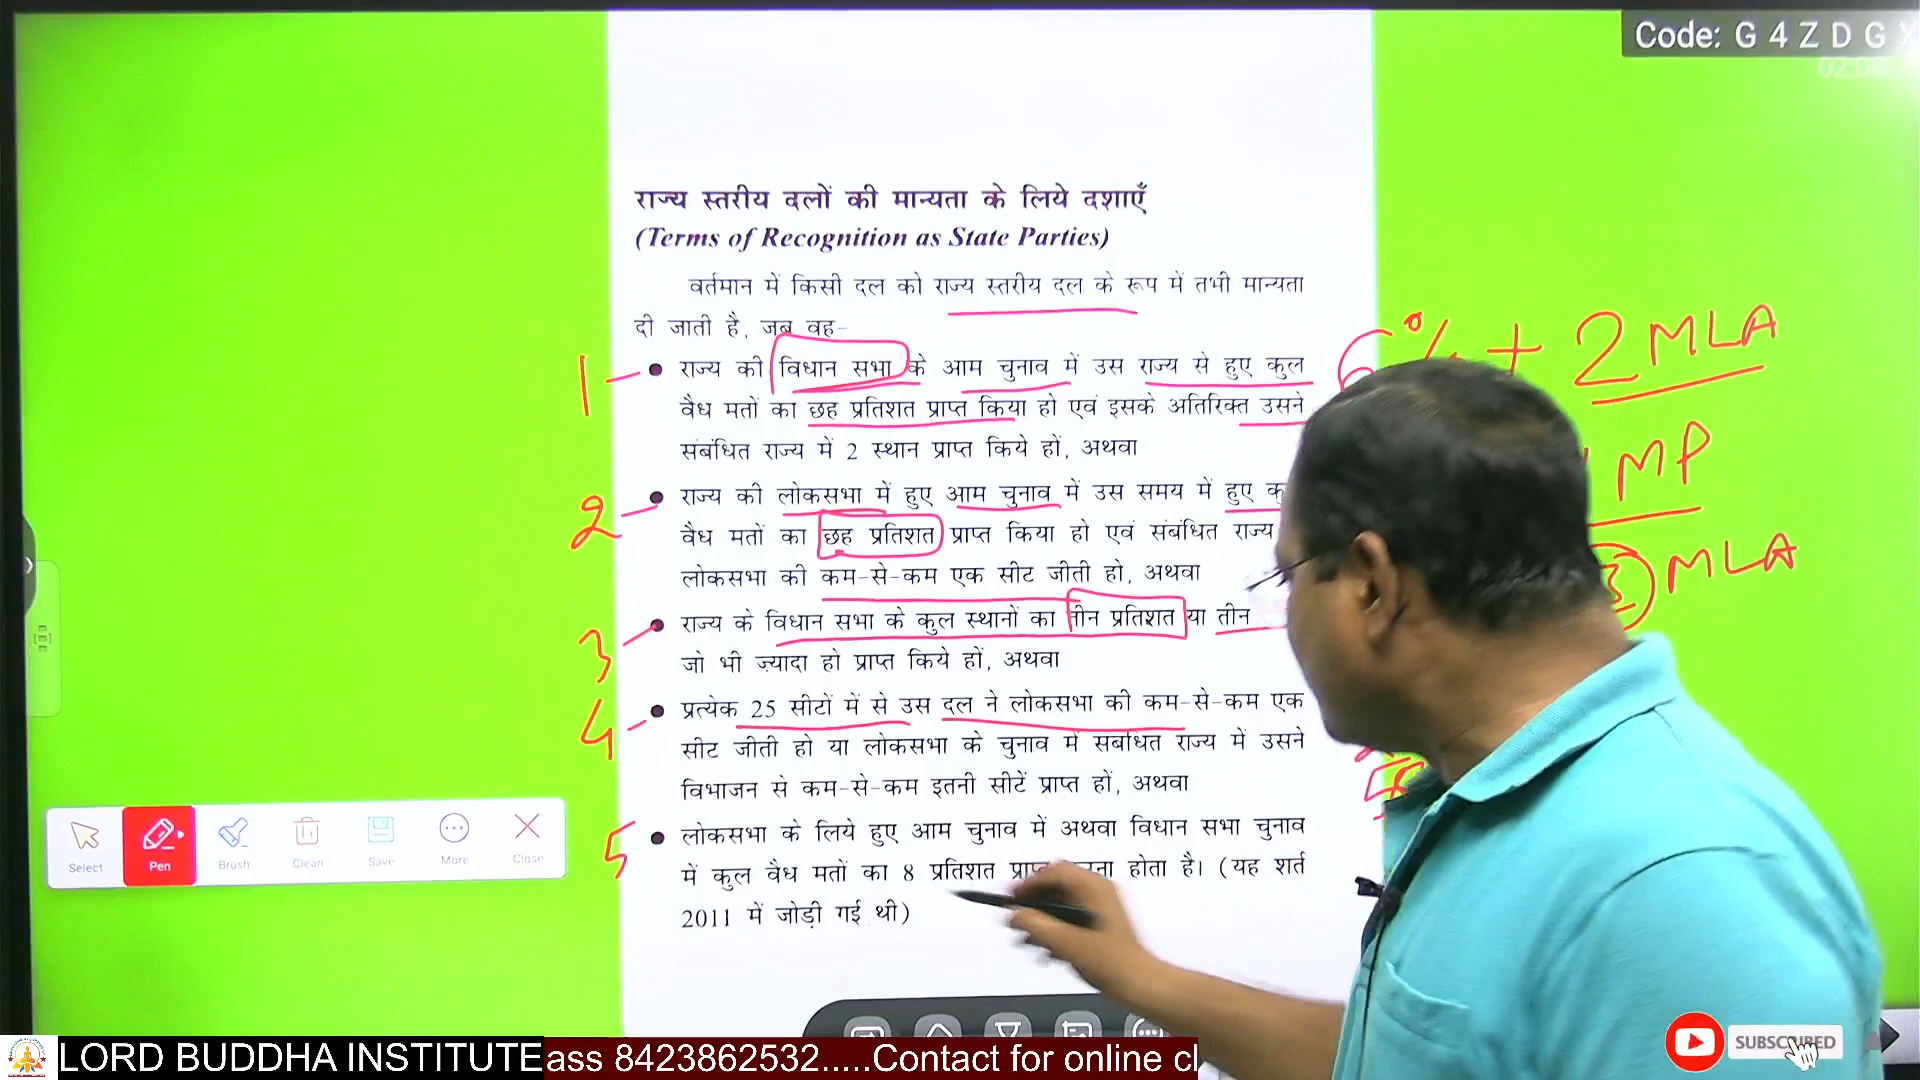 Code: G 4 Z D G X
02:0
राज्य स्तरीय दलों की मान्यता के लिये दशाएँ
(Terms of Recognition as State Parties)
वर्तमान में किसी दल को राज्य स्तरीय दल के रूप में तभी मान्यता
दी जाती है, जब वह-
1 • राज्य की विधान सभा के आम चुनाव में उस राज्य से हुए कुल
वैध मतों का छह प्रतिशत प्राप्त किया हो एवं इसके अतिरिक्त उसने
संबंधित राज्य में 2 स्थान प्राप्त किये हों, अथवा
2 • राज्य की लोकसभा में हुए आम चुनाव में उस समय में हुए
वैध मतों का छह प्रतिशत प्राप्त किया हो एवं संबंधित राज्य
लोकसभा की कम-से-कम एक सीट जीती हो, अथवा
3 • राज्य के विधान सभा के कुल स्थानों का तीन प्रतिशत या तीन
जो भी ज़्यादा हो प्राप्त किये हों, अथवा
4 • प्रत्येक 25 सीटों में से उस दल ने लोकसभा की कम-से-कम एक
सीट जीती हो या लोकसभा के चुनाव में संबंधित राज्य में उसने
विभाजन से कम-से-कम इतनी सीटें प्राप्त हों, अथवा
5 • लोकसभा के लिये हुए आम चुनाव में अथवा विधान सभा चुनाव
में कुल वैध मतों का 8 प्रतिशत होता है। (यह शर्त
2011 में जोड़ी गई थी)
6% + 2 MLA
1 MP
3 MLA
Select Pen Brush Clean Save More Close
SUBSCRIBED
LORD BUDDHA INSTITUTE ass 8423862532.....Contact for online cl